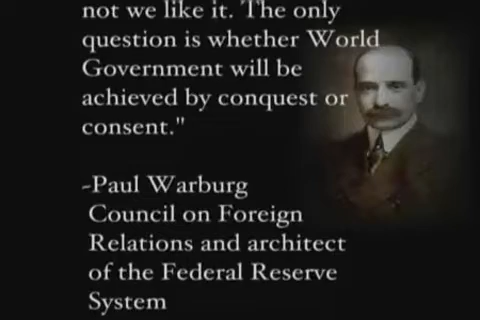 not we like it. The only
question is whether World
Government will be
achieved by conquest or
consent."
-Paul Warburg
Council on Foreign
Relations and architect
of the Federal Reserve
System